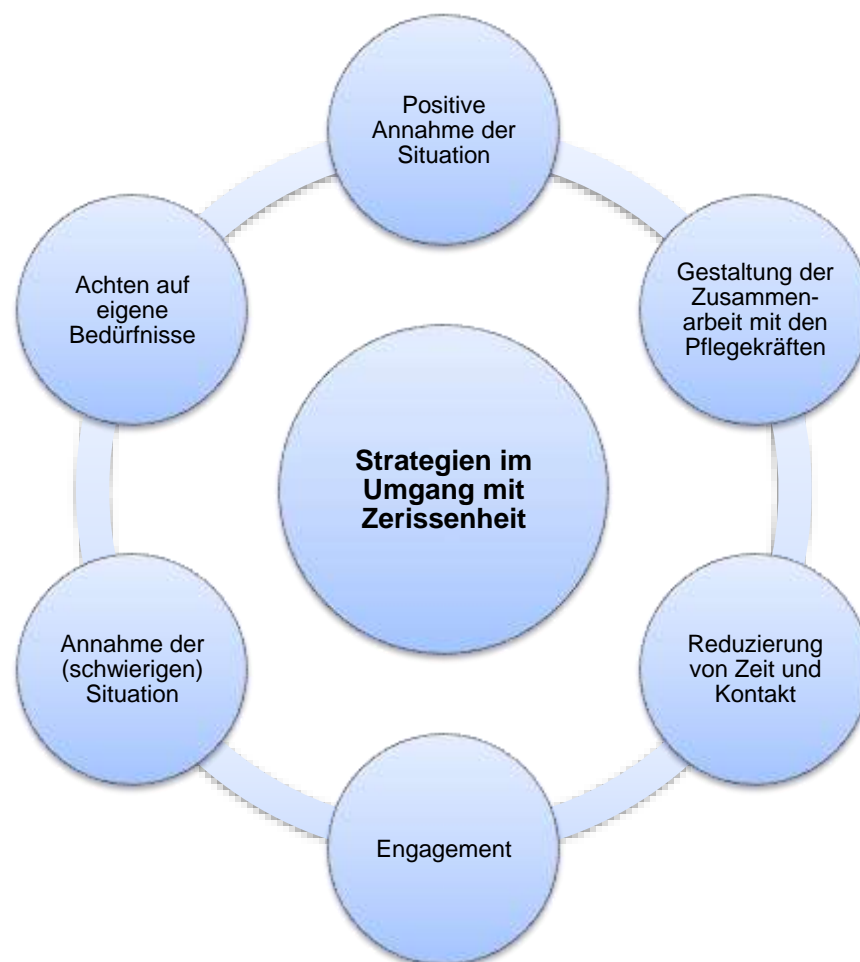 Positive
Annahme der
Situation
Gestaltung der
Zusammen-
arbeit mit den
Pflegekräften
Reduzierung
von Zeit und
Kontakt
Engagement
Annahme der
(schwierigen)
Situation
Achten auf
eigene
Bedürfnisse
Strategien im
Umgang mit
Zerissenheit